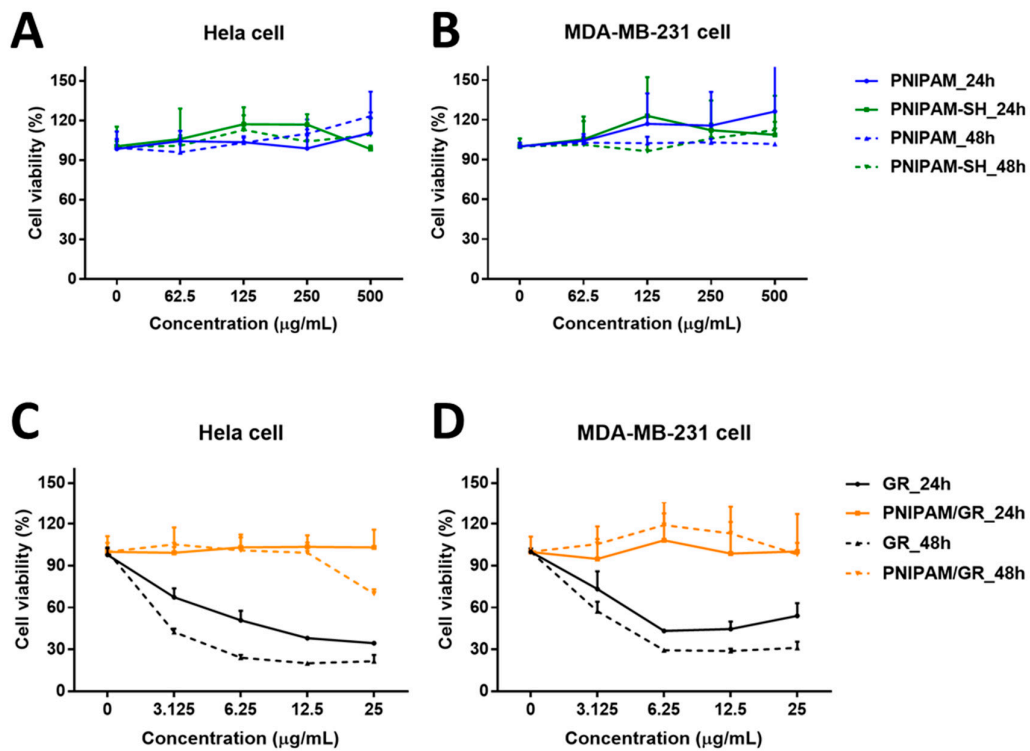 A
Hela cell
Cell viability (%)
150
120
90
60
30
0
0 62.5 125 250 500
Concentration (μg/mL)
B
MDA-MB-231 cell
Cell viability (%)
150
120
90
60
30
0
0 62.5 125 250 500
Concentration (μg/mL)
PNIPAM_24h
PNIPAM-SH_24h
PNIPAM_48h
PNIPAM-SH_48h
C
Hela cell
Cell viability (%)
150
120
90
60
30
0
0 3.125 6.25 12.5 25
Concentration (μg/mL)
D
MDA-MB-231 cell
Cell viability (%)
150
120
90
60
30
0
0 3.125 6.25 12.5 25
Concentration (μg/mL)
GR_24h
PNIPAM/GR_24h
GR_48h
PNIPAM/GR_48h